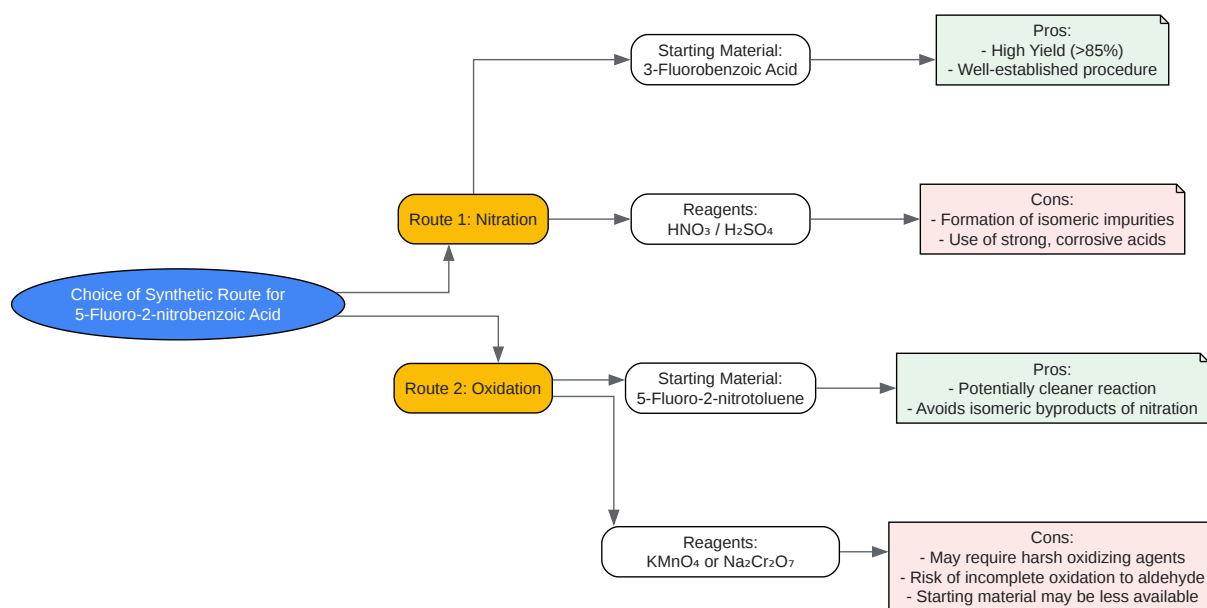 Choice of Synthetic Route for
5-Fluoro-2-nitrobenzoic Acid
Route 1: Nitration
Starting Material:
3-Fluorobenzoic Acid
Pros:
- High Yield (>85%)
- Well-established procedure
Reagents:
HNO₃ / H₂SO₄
Cons:
- Formation of isomeric impurities
- Use of strong, corrosive acids
Route 2: Oxidation
Starting Material:
5-Fluoro-2-nitrotoluene
Pros:
- Potentially cleaner reaction
- Avoids isomeric byproducts of nitration
Reagents:
KMnO₄ or Na₂Cr₂O₇
Cons:
- May require harsh oxidizing agents
- Risk of incomplete oxidation to aldehyde
- Starting material may be less available